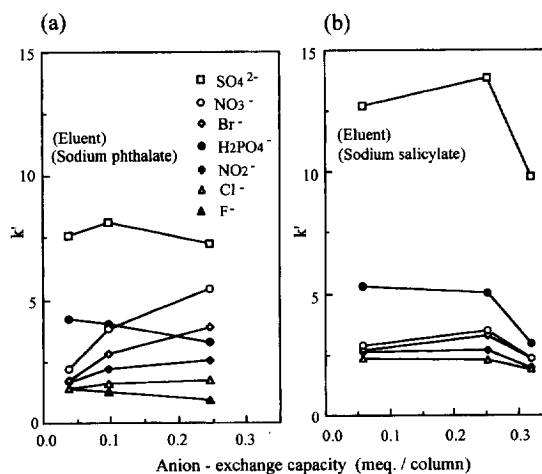 (a)
15
10
5
0
k'
(Eluent)
(Sodium phthalate)
SO4 2-
NO3 -
Br -
H2PO4 -
NO2 -
Cl -
F -
0.0 0.1 0.2 0.3
(b)
15
10
5
0
k'
(Eluent)
(Sodium salicylate)
0.0 0.1 0.2 0.3
Anion - exchange capacity (meq. / column)